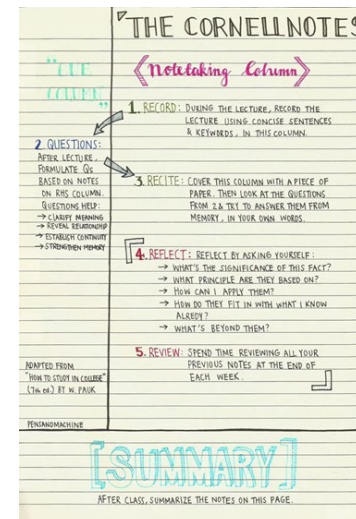 "THE CORNELLNOTES
"CUE
COLUMN"
Notetaking Column
1. RECORD: DURING THE LECTURE, RECORD THE
LECTURE USING CONCISE SENTENCES
& KEYWORDS, IN THIS COLUMN.
2. QUESTIONS:
AFTER LECTURE,
FORMULATE QS
BASED ON NOTES
ON RHS COLUMN.
QUESTIONS HELP:
→ CLARIFY MEANING
→ REVEAL RELATIONSHIP
→ ESTABLISH CONTINUITY
→ STRENGTHEN MEMORY
3. RECITE: COVER THIS COLUMN WITH A PIECE OF
PAPER. THEN LOOK AT THE QUESTIONS
FROM 2 & TRY TO ANSWER THEM FROM
MEMORY, IN YOUR OWN WORDS.
4. REFLECT: REFLECT BY ASKING YOURSELF:
→ WHAT'S THE SIGNIFICANCE OF THIS FACT?
→ WHAT PRINCIPLE ARE THEY BASED ON?
→ HOW CAN I APPLY THEM?
→ HOW DO THEY FIT IN WITH WHAT I KNOW
ALREDY?
→ WHAT'S BEYOND THEM?
5. REVIEW: SPEND TIME REVIEWING ALL YOUR
PREVIOUS NOTES AT THE END OF
EACH WEEK.
ADAPTED FROM
"HOW TO STUDY IN COLLEGE"
(7th ed.) BY W. PAUK
PENSANDMACHINE
[SUMMARY]
AFTER CLASS, SUMMARIZE THE NOTES ON THIS PAGE.